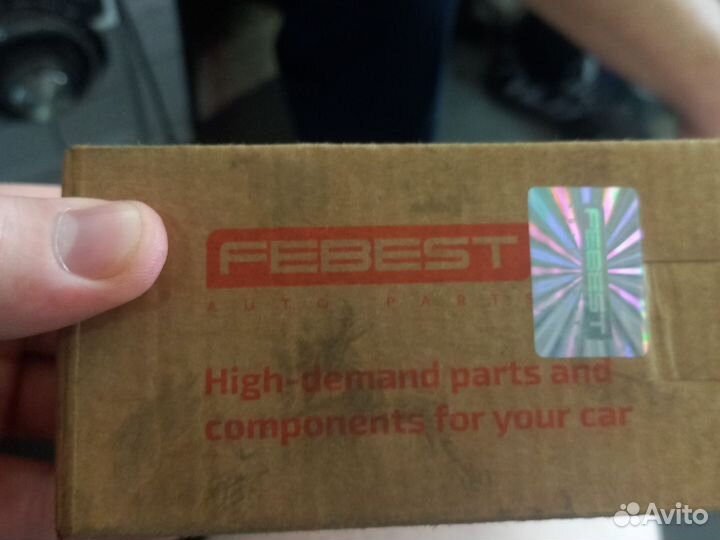 FEBEST
AUTO PARTS
FEBEST
High-demand parts and
components for your car
Avito